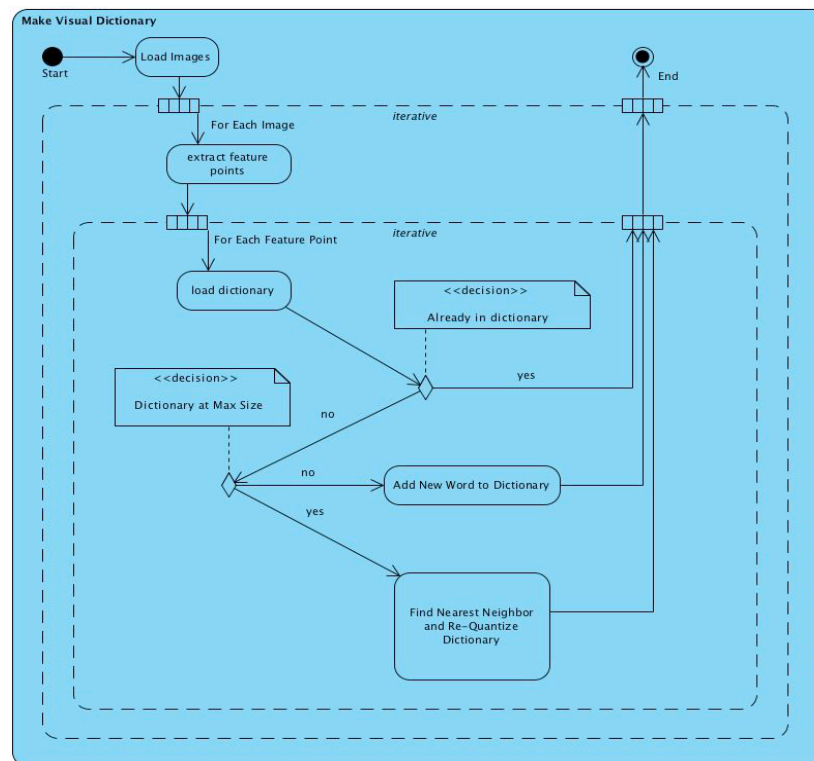 Make Visual Dictionary
Load Images
Start
End
iterative
For Each Image
extract feature
points
iterative
For Each Feature Point
load dictionary
<<decision>>
Already in dictionary
<<decision>>
Dictionary at Max Size
yes
no
no
Add New Word to Dictionary
yes
Find Nearest Neighbor
and Re-Quantize
Dictionary